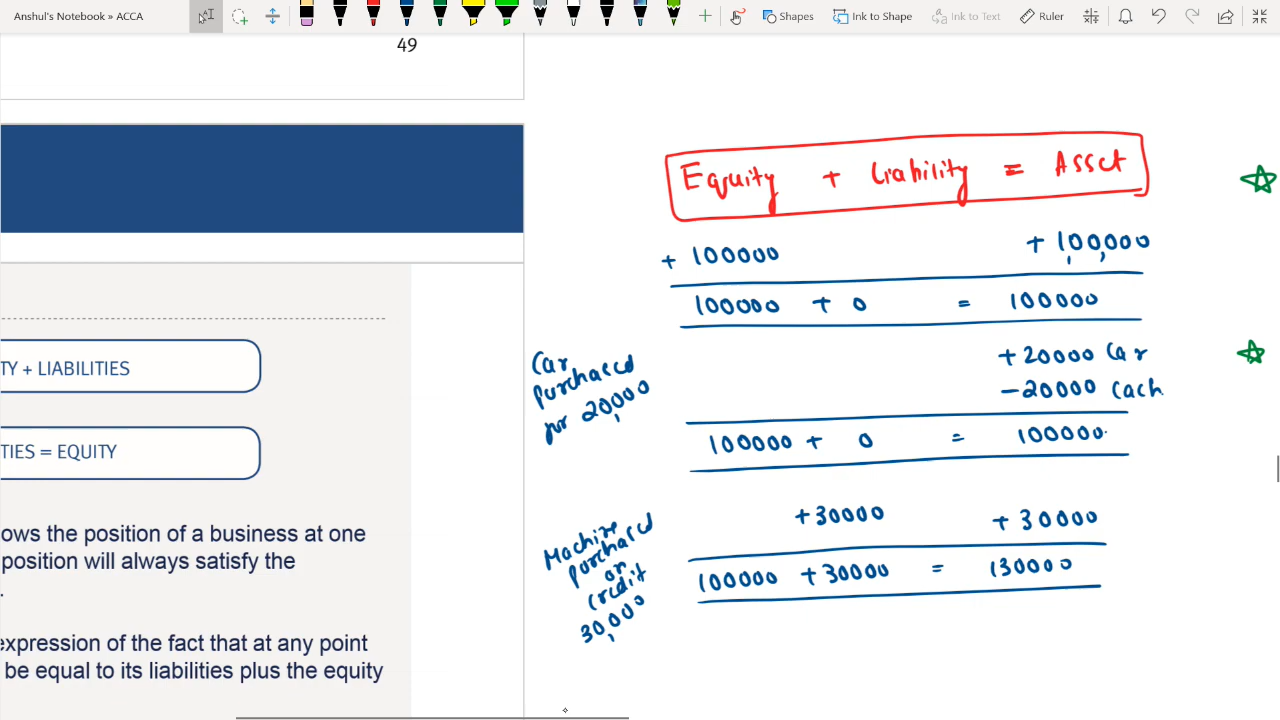 Anshul's Notebook » ACCA
Shapes
Ink to Shape
Ink to Text
Ruler
49
TY + LIABILITIES
TIES = EQUITY
ows the position of a business at one
position will always satisfy the
.
expression of the fact that at any point
be equal to its liabilities plus the equity
Equity + Liability = Asset
+ 100000 + 100,000
100000 + 0 = 100000
Car
purchased
for 20,000
+20000 Car
-20000 Cash
100000 + 0 = 100000
Machine
purchased
on
credit
30,000
+30000 + 30000
100000 + 30000 = 130000